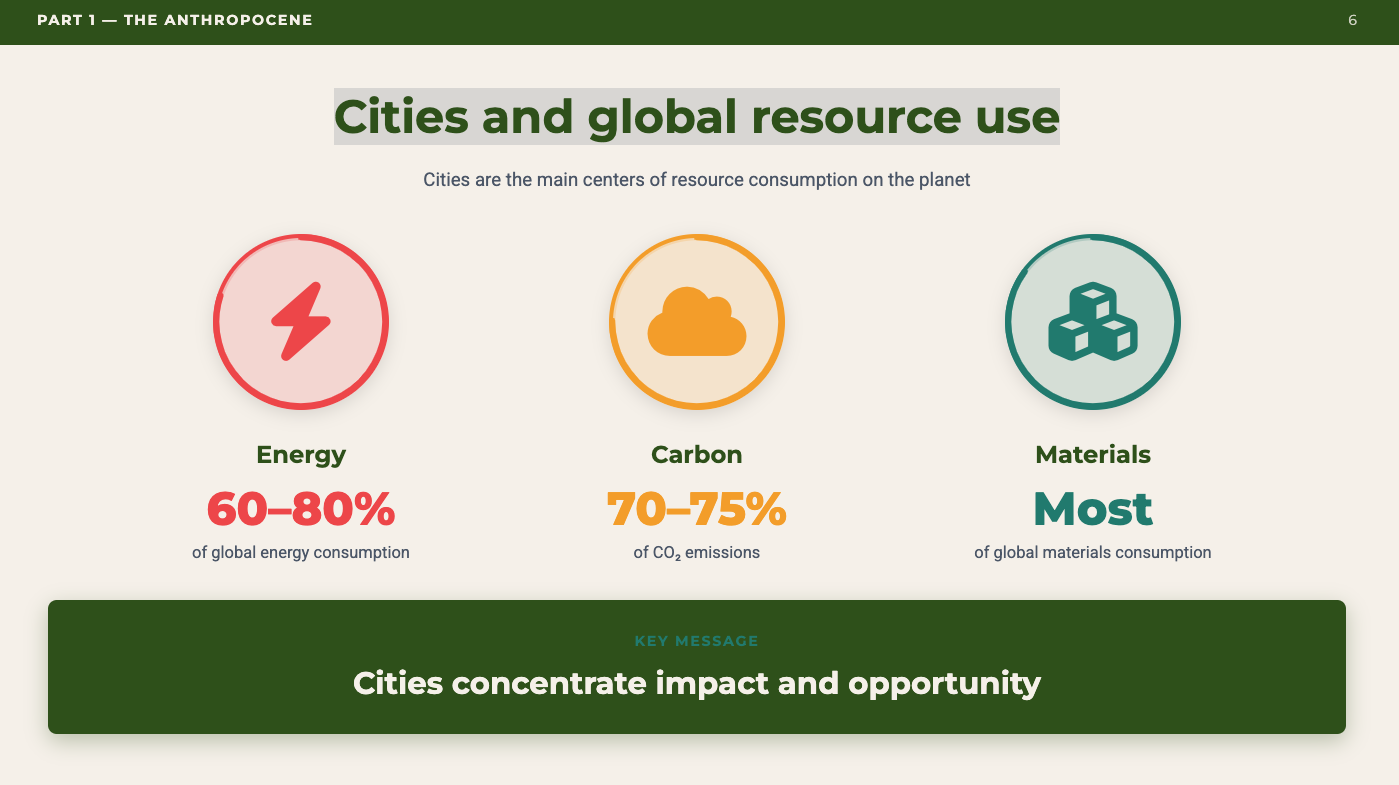 PART 1 — THE ANTHROPOCENE
6
Cities and global resource use
Cities are the main centers of resource consumption on the planet
Energy
60–80%
of global energy consumption
Carbon
70–75%
of CO₂ emissions
Materials
Most
of global materials consumption
KEY MESSAGE
Cities concentrate impact and opportunity